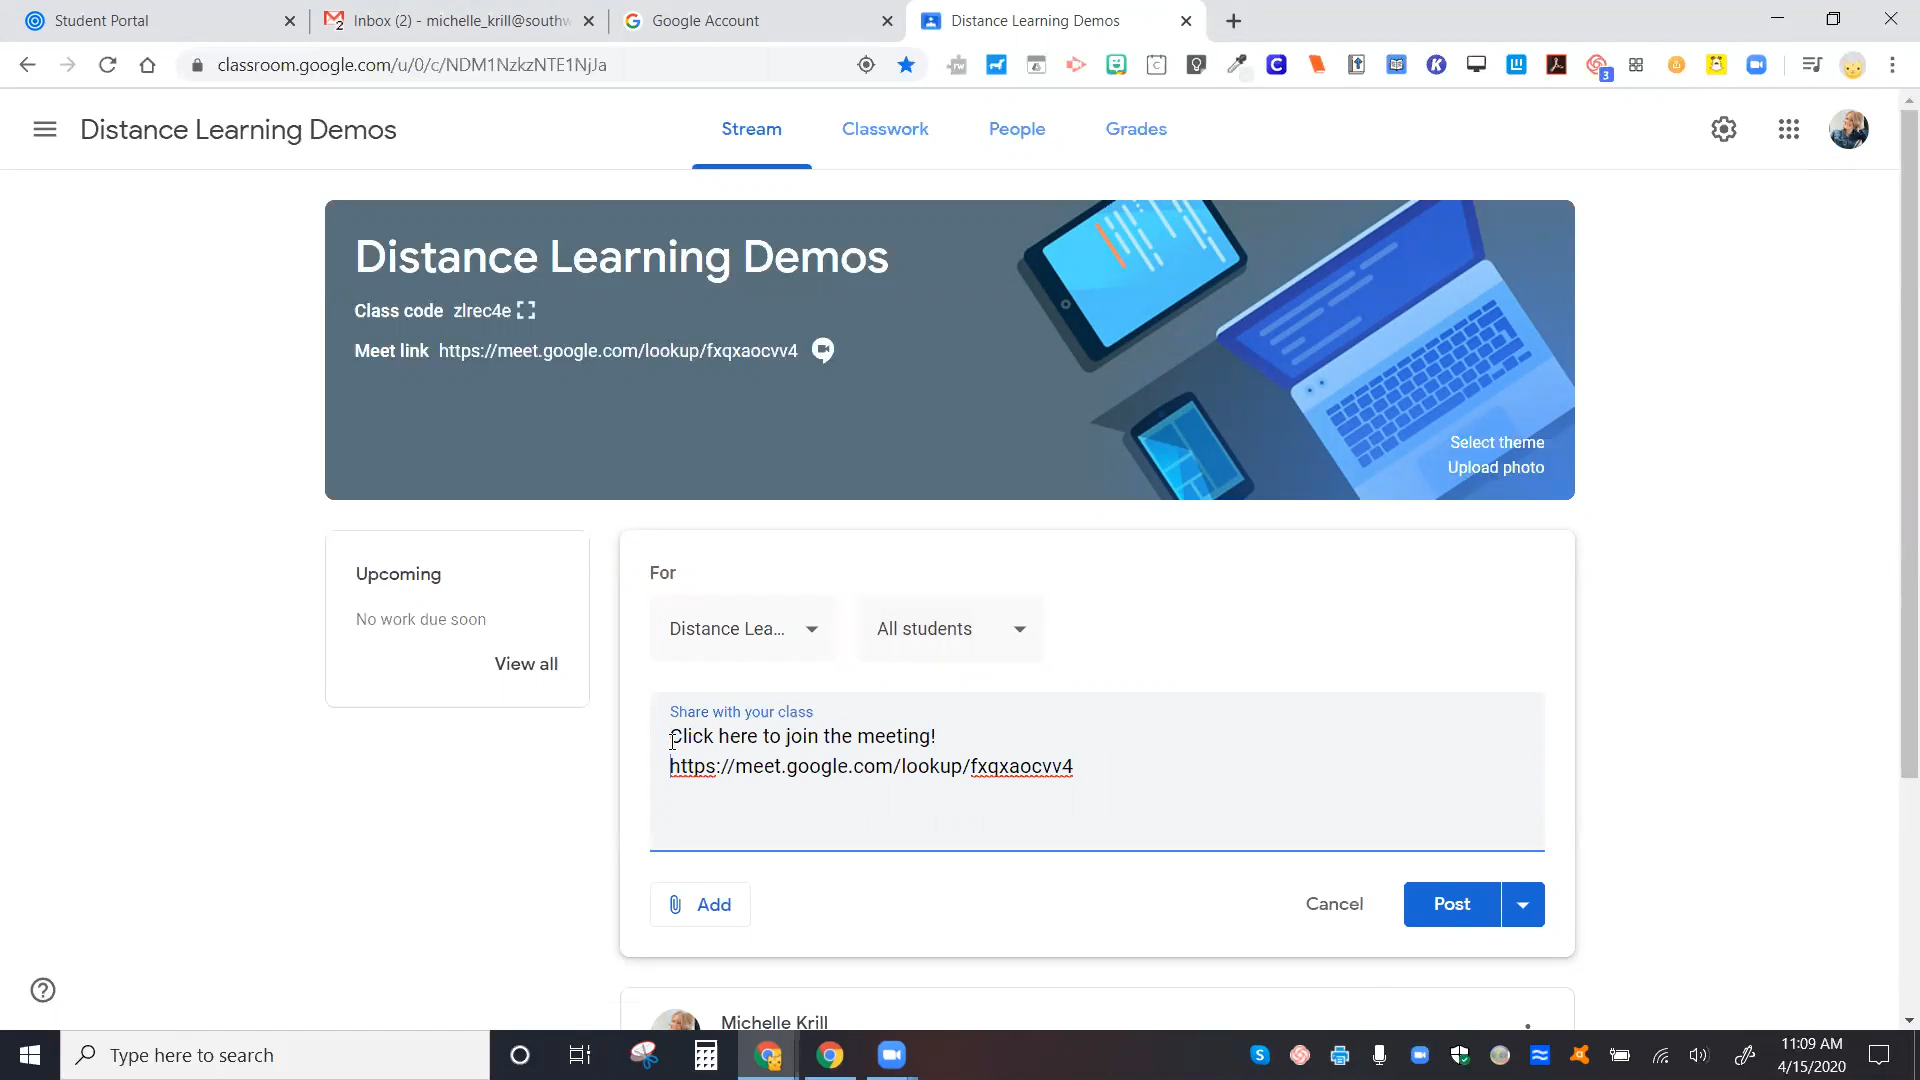 Student Portal
Inbox (2) - michelle_krill@southw
Google Account
Distance Learning Demos
classroom.google.com/u/0/c/NDM1NzkzNTE1NjJa
Distance Learning Demos
Stream
Classwork
People
Grades
Distance Learning Demos
Class code zlrec4e
Meet link https://meet.google.com/lookup/fxqxaocvv4
Select theme
Upload photo
Upcoming
No work due soon
View all
For
Distance Lea...
All students
Share with your class
Click here to join the meeting!
https://meet.google.com/lookup/fxqxaocvv4
Add
Cancel
Post
Michelle Krill
Type here to search
11:09 AM
4/15/2020